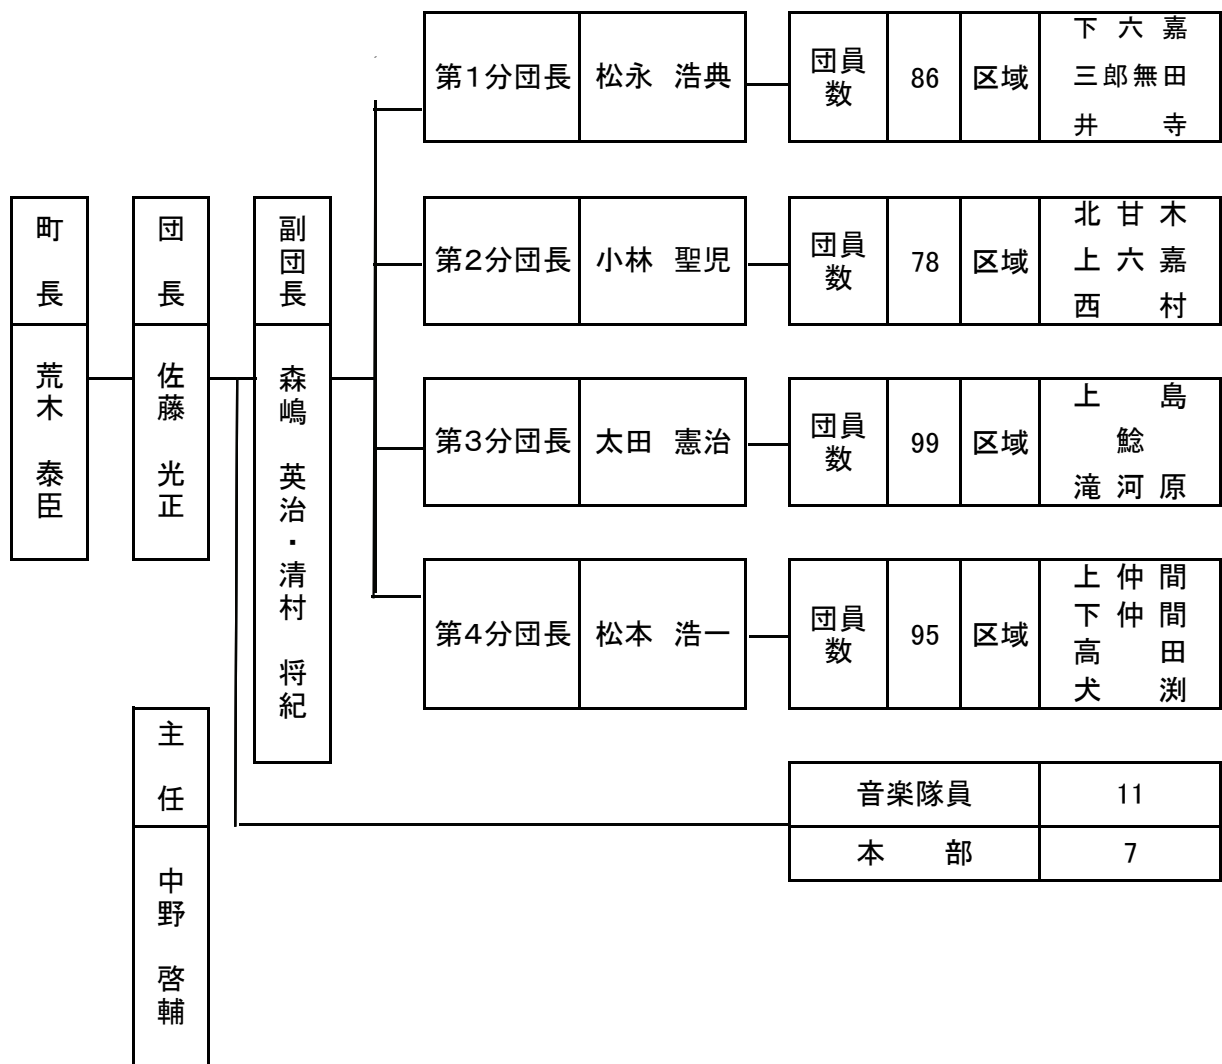 町長
荒木 泰臣
団長
佐藤 光正
副団長
森嶋 英治・清村 将紀
第1分団長 松永 浩典 団員数 86 区域
下六嘉
三郎無田
井寺
第2分団長 小林 聖児 団員数 78 区域
北甘木
上六嘉
西村
第3分団長 太田 憲治 団員数 99 区域
上島
鯰
滝河原
第4分団長 松本 浩一 団員数 95 区域
上仲間
下仲間
高田
犬渕
主任
中野 啓輔
音楽隊員 11
本部 7